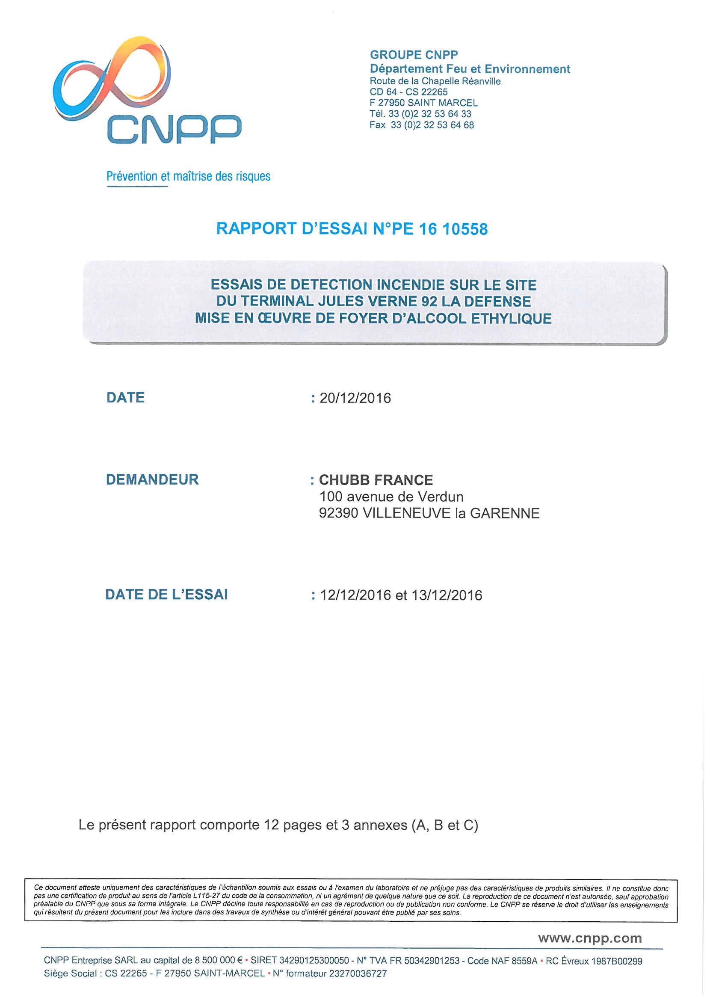 CNPP
Prévention et maîtrise des risques
GROUPE CNPP
Département Feu et Environnement
Route de la Chapelle Réanville
CD 64 - CS 22265
F 27950 SAINT MARCEL
Tél. 33 (0)2 32 53 64 33
Fax 33 (0)2 32 53 64 68
RAPPORT D'ESSAI N°PE 16 10558
ESSAIS DE DETECTION INCENDIE SUR LE SITE
DU TERMINAL JULES VERNE 92 LA DEFENSE
MISE EN ŒUVRE DE FOYER D'ALCOOL ETHYLIQUE
DATE : 20/12/2016
DEMANDEUR : CHUBB FRANCE
100 avenue de Verdun
92390 VILLENEUVE la GARENNE
DATE DE L'ESSAI : 12/12/2016 et 13/12/2016
Le présent rapport comporte 12 pages et 3 annexes (A, B et C)
Ce document atteste uniquement des caractéristiques de l'échantillon soumis aux essais ou à l'examen du laboratoire et ne préjuge pas des caractéristiques de produits similaires. Il ne constitue donc
pas une certification de produit au sens de l'article L115-27 du code de la consommation, ni un agrément de quelque nature que ce soit. La reproduction de ce document n'est autorisée, sauf approbation
préalable du CNPP que sous sa forme intégrale. Le CNPP décline toute responsabilité en cas de reproduction ou de publication non conforme. Le CNPP se réserve le droit d'utiliser les enseignements
qui résultent du présent document pour les inclure dans des travaux de synthèse ou d'intérêt général pouvant être publié par ses soins.
www.cnpp.com
CNPP Entreprise SARL au capital de 8 500 000 € • SIRET 34290125300050 - N° TVA FR 50342901253 - Code NAF 8559A • RC Évreux 1987B00299
Siège Social : CS 22265 - F 27950 SAINT-MARCEL • N° formateur 23270036727